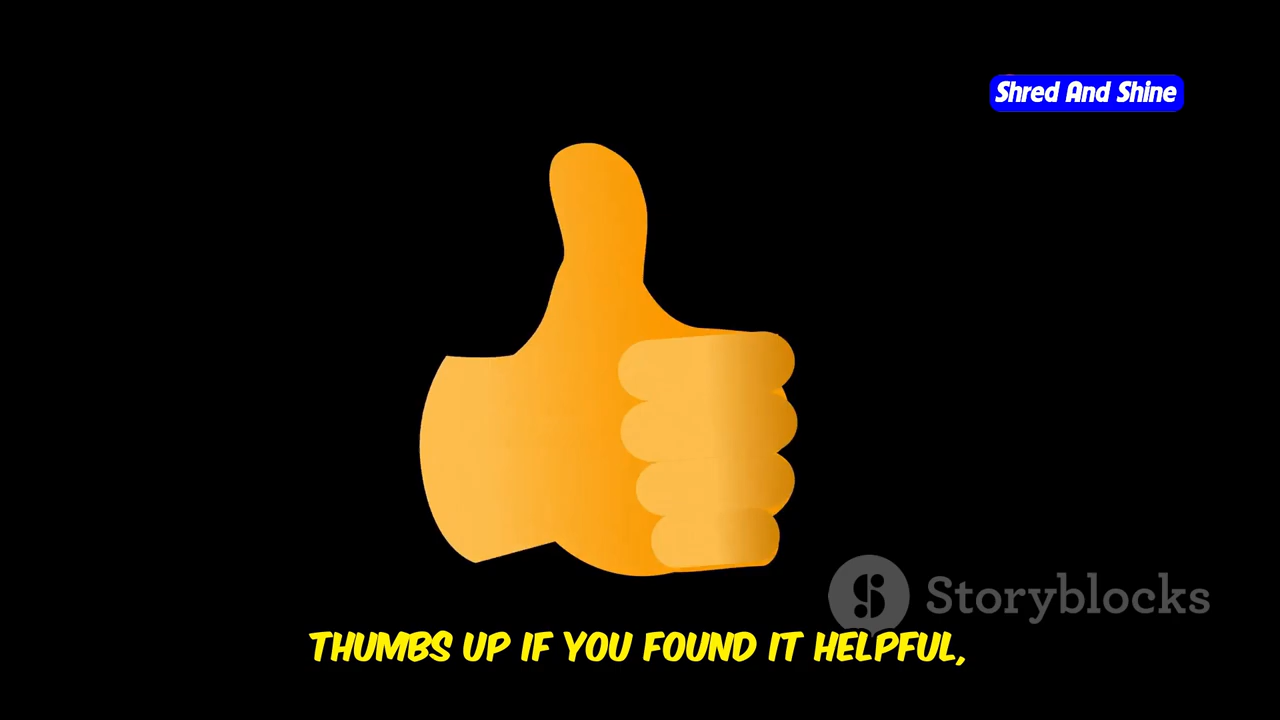 Shred And Shine
Storyblocks
THUMBS UP IF YOU FOUND IT HELPFUL,